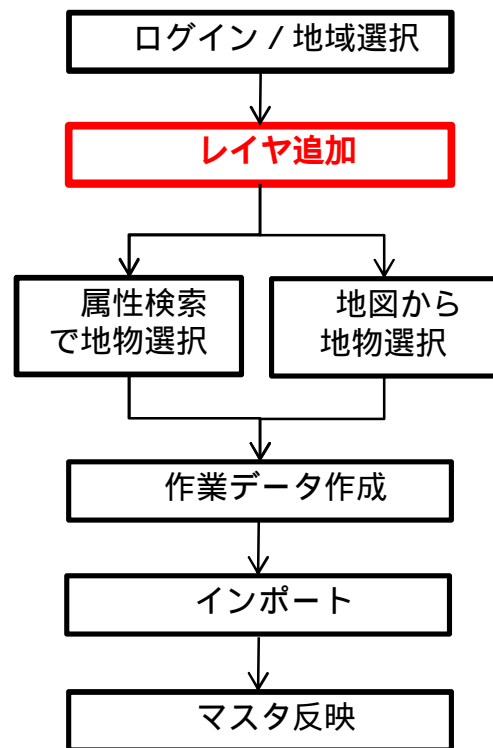 ログイン / 地域選択
レイヤ追加
属性検索
で地物選択
地図から
地物選択
作業データ作成
インポート
マスタ反映